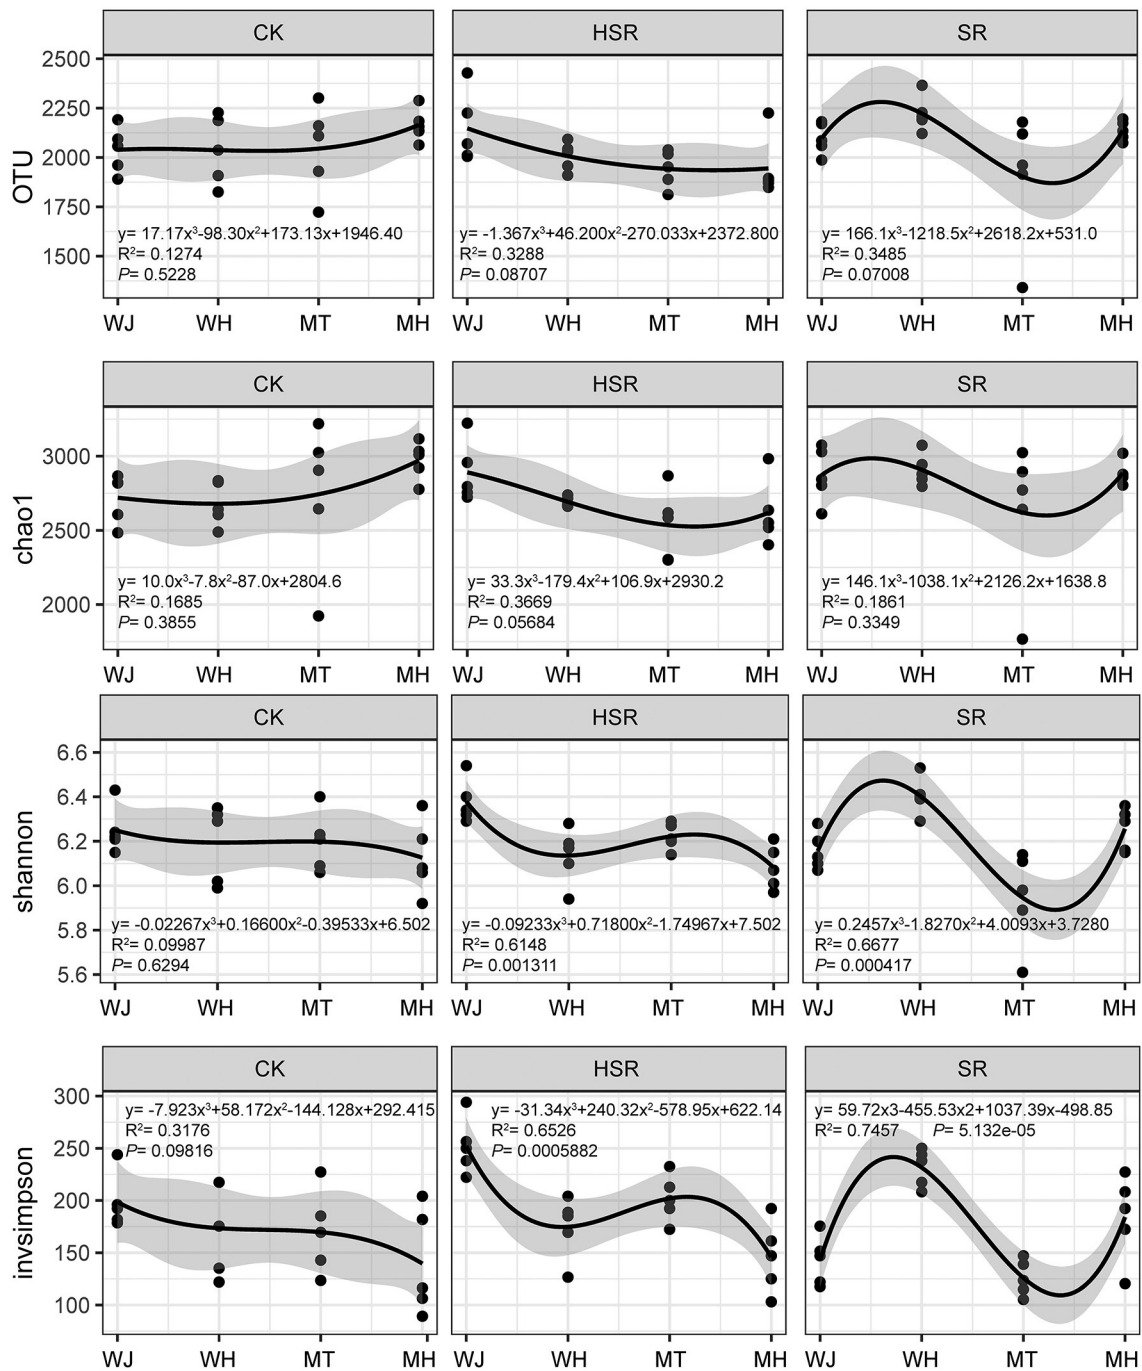 CK HSR SR
OTU
2500
2250
2000
1750
1500
y= 17.17x³-98.30x²+173.13x+1946.40
R²= 0.1274
P= 0.5228
y= -1.367x³+46.200x²-270.033x+2372.800
R²= 0.3288
P= 0.08707
y= 166.1x³-1218.5x²+2618.2x+531.0
R²= 0.3485
P= 0.07008
WJ WH MT MH WJ WH MT MH WJ WH MT MH
CK HSR SR
chao1
3000
2500
2000
y= 10.0x³-7.8x²-87.0x+2804.6
R²= 0.1685
P= 0.3855
y= 33.3x³-179.4x²+106.9x+2930.2
R²= 0.3669
P= 0.05684
y= 146.1x³-1038.1x²+2126.2x+1638.8
R²= 0.1861
P= 0.3349
WJ WH MT MH WJ WH MT MH WJ WH MT MH
CK HSR SR
shannon
6.6
6.4
6.2
6.0
5.8
5.6
y= -0.02267x³+0.16600x²-0.39533x+6.502
R²= 0.09987
P= 0.6294
y= -0.09233x³+0.71800x²-1.74967x+7.502
R²= 0.6148
P= 0.001311
y= 0.2457x³-1.8270x²+4.0093x+3.7280
R²= 0.6677
P= 0.000417
WJ WH MT MH WJ WH MT MH WJ WH MT MH
CK HSR SR
invsimpson
300
250
200
150
100
y= -7.923x³+58.172x²-144.128x+292.415
R²= 0.3176
P= 0.09816
y= -31.34x³+240.32x²-578.95x+622.14
R²= 0.6526
P= 0.0005882
y= 59.72x3-455.53x2+1037.39x-498.85
R²= 0.7457 P= 5.132e-05
WJ WH MT MH WJ WH MT MH WJ WH MT MH